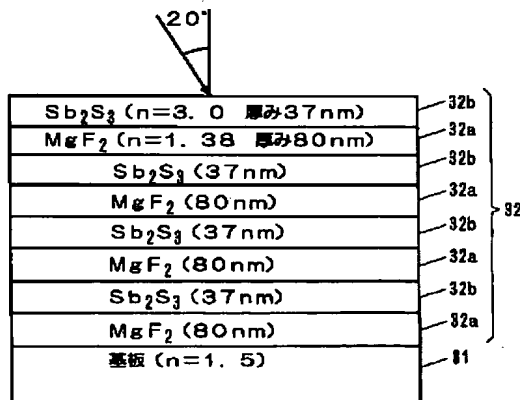 20°
Sb₂S₃ (n=3. 0 厚み37nm) 32b
MgF₂ (n=1. 38 厚み80nm) 32a
Sb₂S₃ (37nm) 32b
MgF₂ (80nm) 32a
Sb₂S₃ (37nm) 32b
32
MgF₂ (80nm) 32a
Sb₂S₃ (37nm) 32b
MgF₂ (80nm) 32a
基板 (n=1. 5) 31